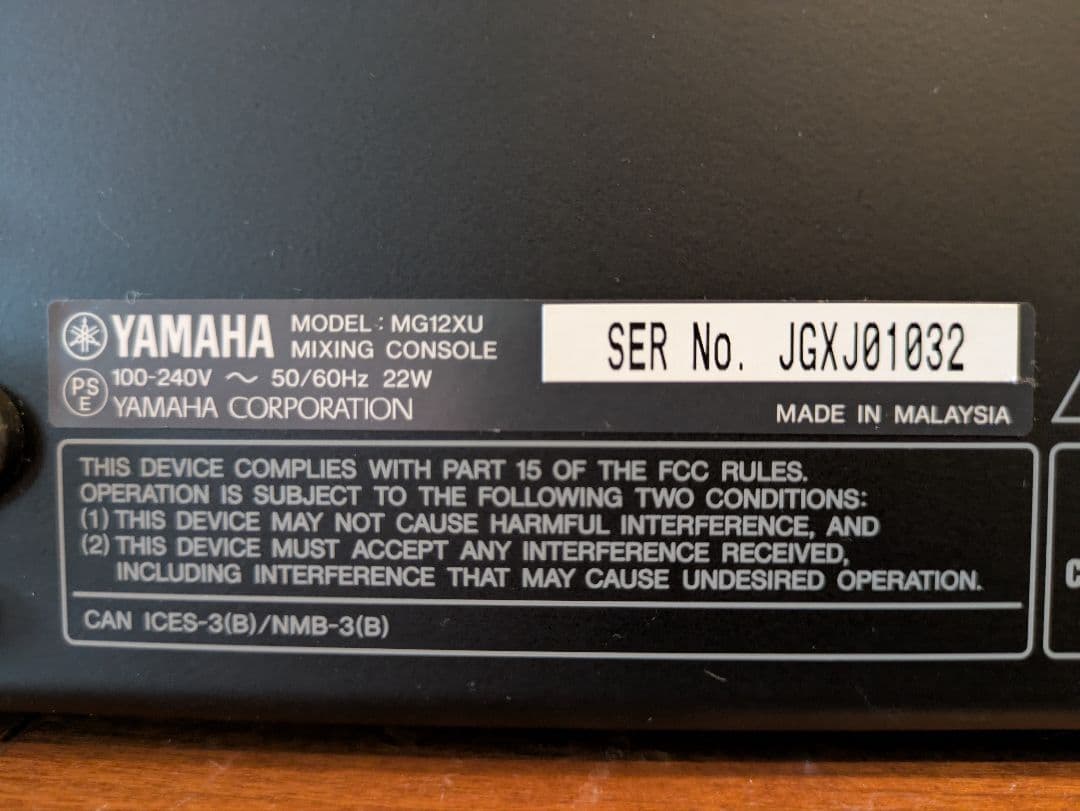 YAMAHA MODEL : MG12XU
MIXING CONSOLE
SER No. JGXJ01032
PS
E
100-240V ～ 50/60Hz 22W
YAMAHA CORPORATION
MADE IN MALAYSIA
THIS DEVICE COMPLIES WITH PART 15 OF THE FCC RULES.
OPERATION IS SUBJECT TO THE FOLLOWING TWO CONDITIONS:
(1) THIS DEVICE MAY NOT CAUSE HARMFUL INTERFERENCE, AND
(2) THIS DEVICE MUST ACCEPT ANY INTERFERENCE RECEIVED,
INCLUDING INTERFERENCE THAT MAY CAUSE UNDESIRED OPERATION.
CAN ICES-3(B)/NMB-3(B)